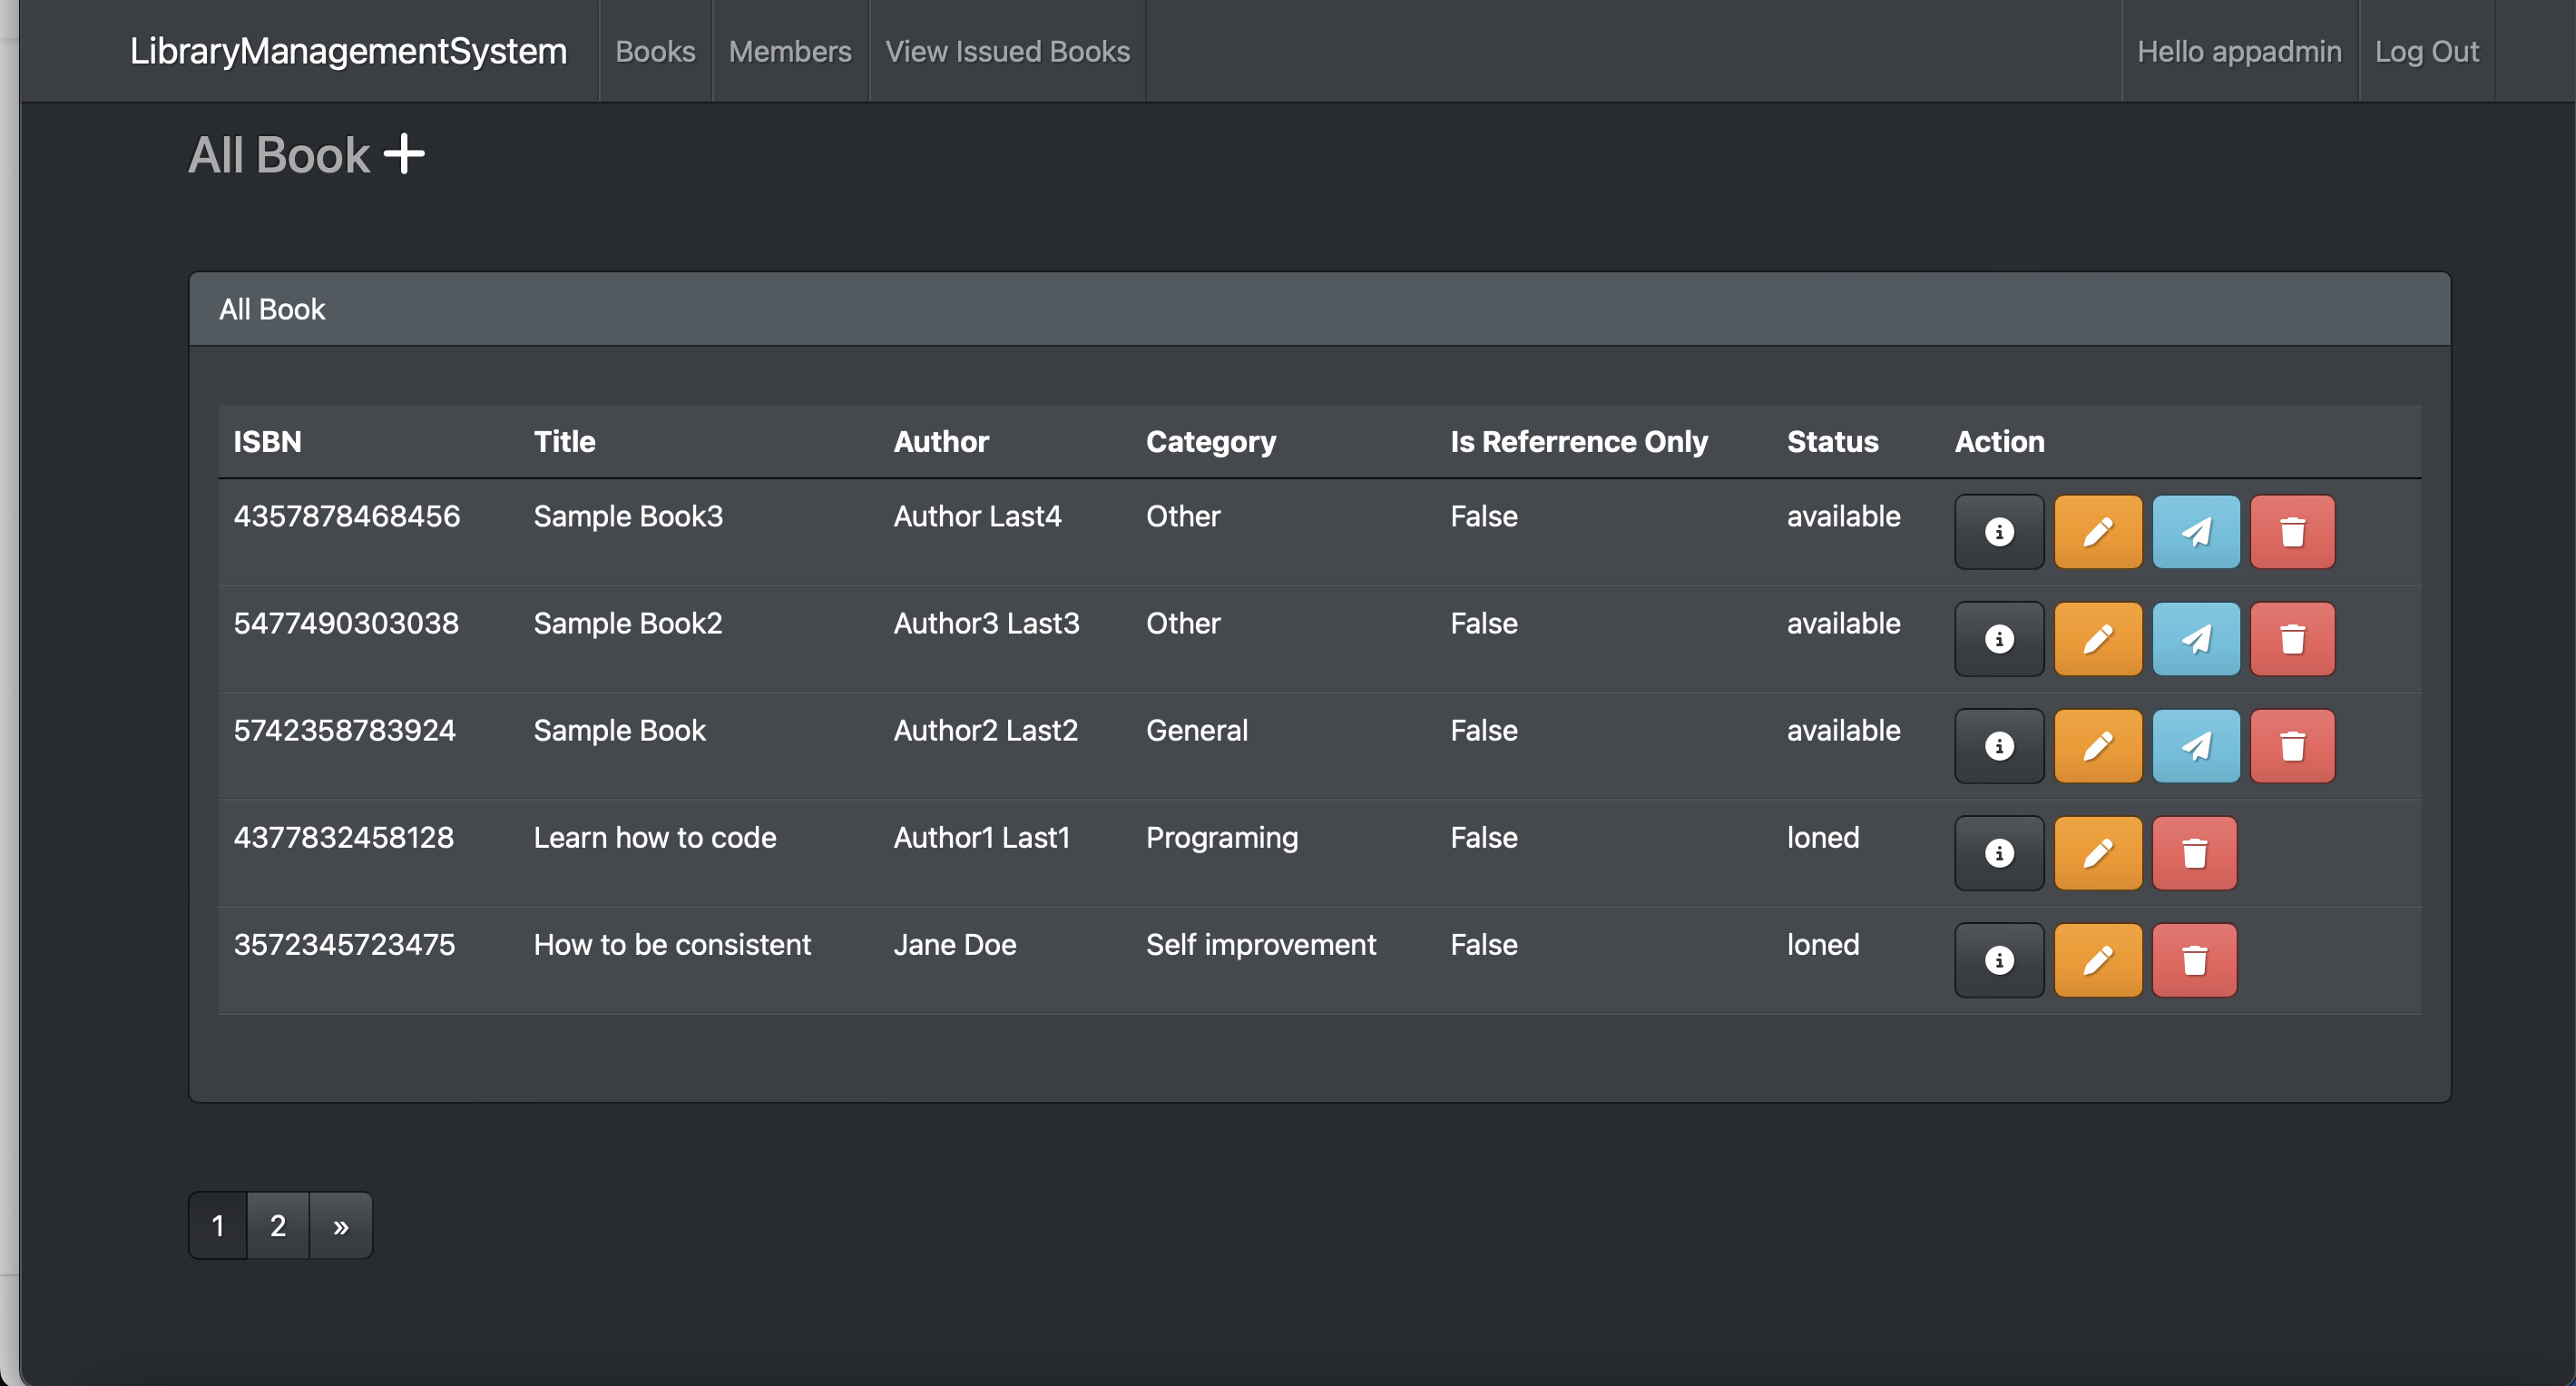 LibraryManagementSystem Books Members View Issued Books Hello appadmin Log Out
All Book +
All Book
ISBN Title Author Category Is Referrence Only Status Action
4357878468456 Sample Book3 Author Last4 Other False available
5477490303038 Sample Book2 Author3 Last3 Other False available
5742358783924 Sample Book Author2 Last2 General False available
4377832458128 Learn how to code Author1 Last1 Programing False loned
3572345723475 How to be consistent Jane Doe Self improvement False loned
1 2 »